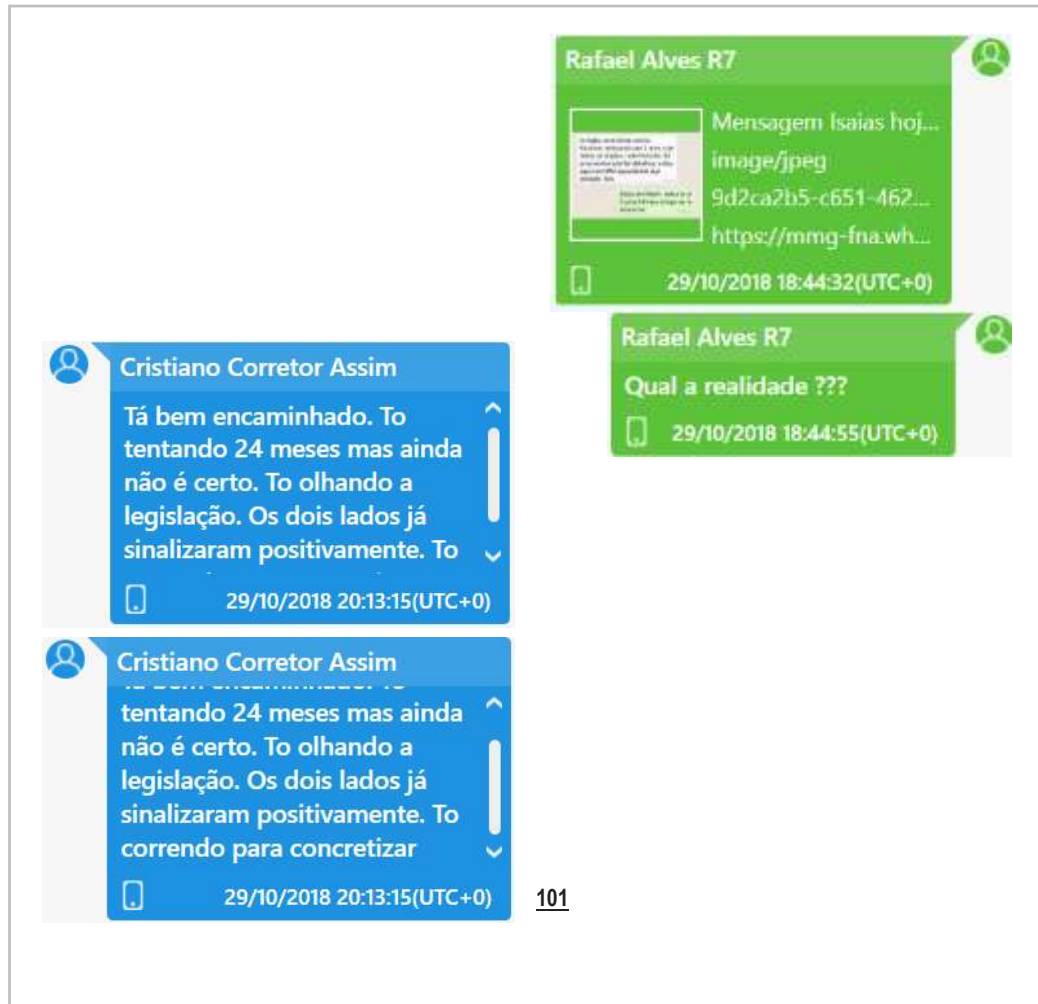 Rafael Alves R7
Mensagem Isaias hoj...
image/jpeg
9d2ca2b5-c651-462...
https://mmg-fna.wh...
29/10/2018 18:44:32(UTC+0)
Rafael Alves R7
Qual a realidade ???
29/10/2018 18:44:55(UTC+0)
Cristiano Corretor Assim
Tá bem encaminhado. To
tentando 24 meses mas ainda
não é certo. To olhando a
legislação. Os dois lados já
sinalizaram positivamente. To
29/10/2018 20:13:15(UTC+0)
Cristiano Corretor Assim
tentando 24 meses mas ainda
não é certo. To olhando a
legislação. Os dois lados já
sinalizaram positivamente. To
correndo para concretizar
29/10/2018 20:13:15(UTC+0)
101